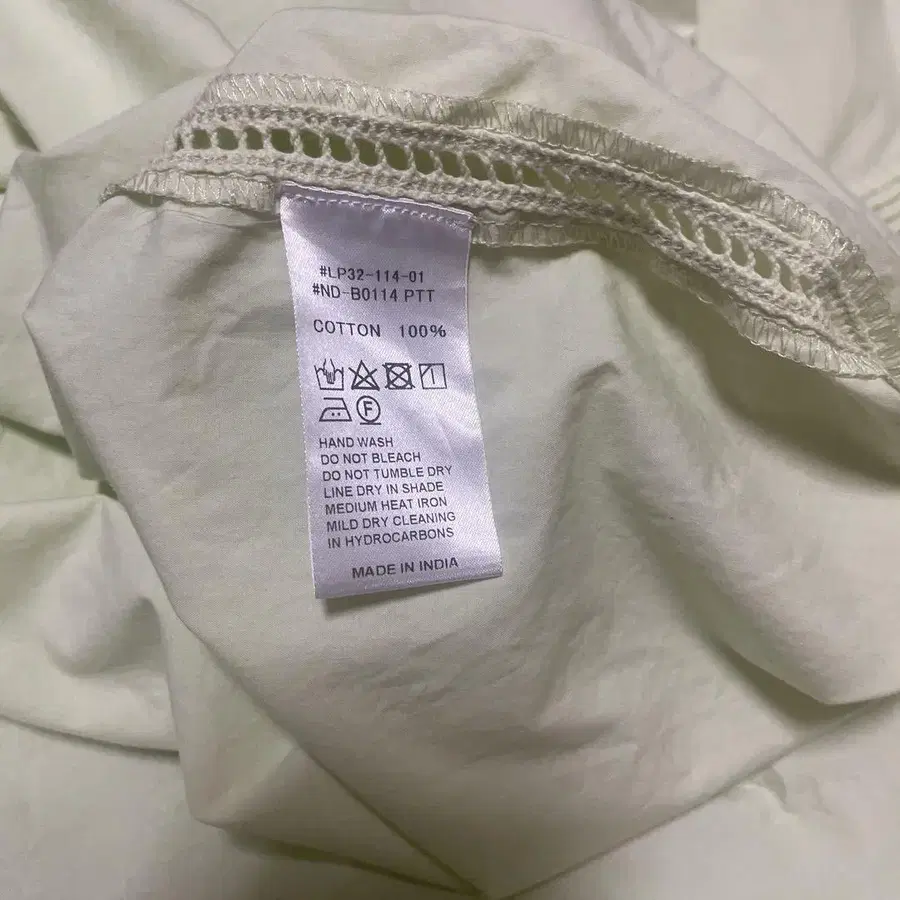 #LP32-114-01
#ND-B0114 PTT
COTTON 100%
F
HAND WASH
DO NOT BLEACH
DO NOT TUMBLE DRY
LINE DRY IN SHADE
MEDIUM HEAT IRON
MILD DRY CLEANING
IN HYDROCARBONS
MADE IN INDIA